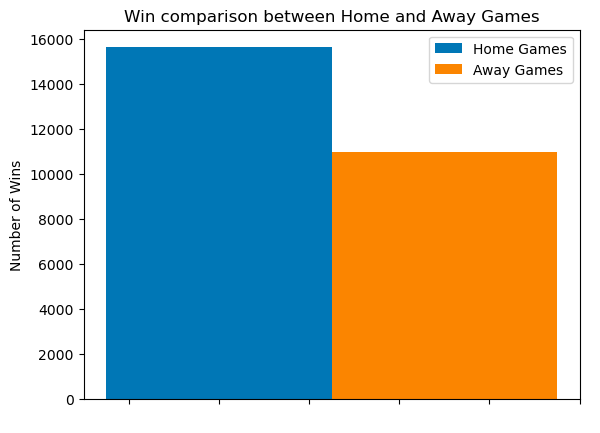 Win comparison between Home and Away Games
Home Games
Away Games
Number of Wins
16000
14000
12000
10000
8000
6000
4000
2000
0